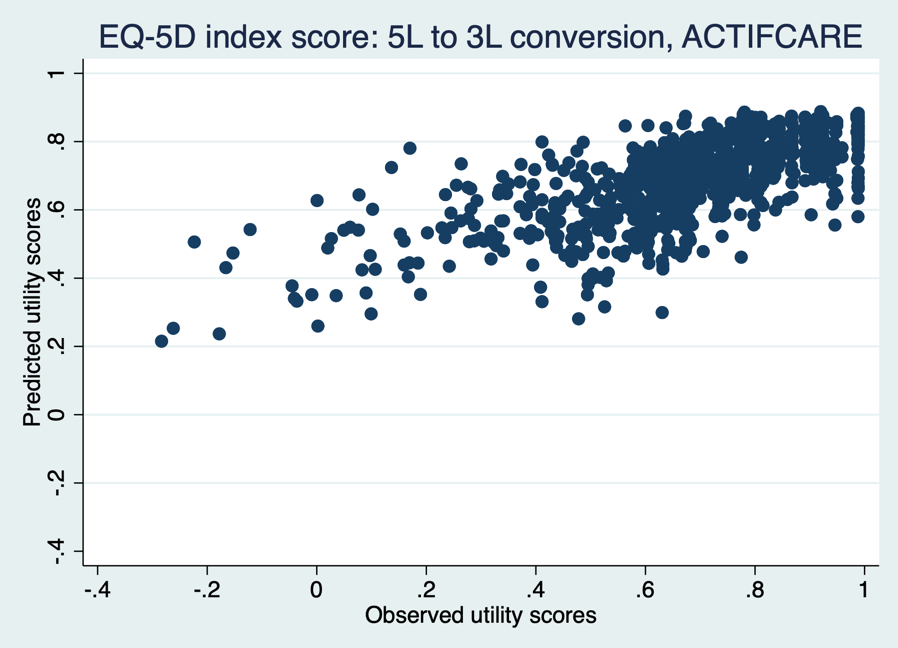 EQ-5D index score: 5L to 3L conversion, ACTIFCARE
Predicted utility scores
1
.8
.6
.4
.2
0
-.2
-.4
-.4 -.2 0 .2 .4 .6 .8 1
Observed utility scores